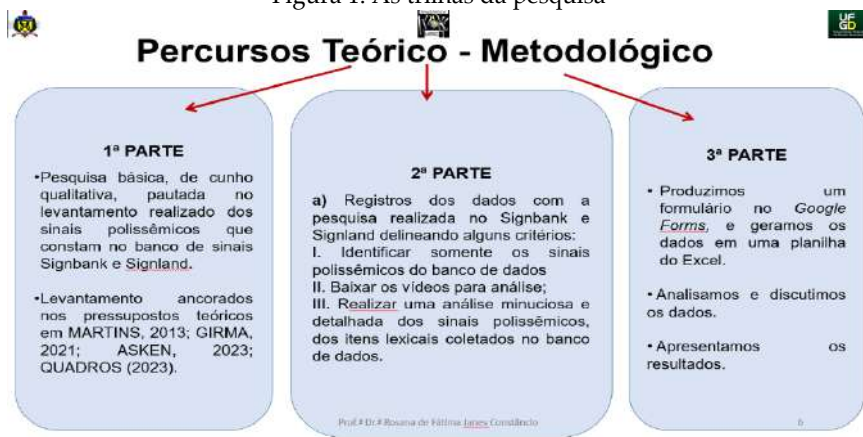 Figura 1. As trilhas da pesquisa
UF
GD
Percursos Teórico - Metodológico
1ª PARTE
•Pesquisa básica, de cunho
qualitativa, pautada no
levantamento realizado dos
sinais polissêmicos que
constam no banco de sinais
Signbank e Signland.
•Levantamento ancorados
nos pressupostos teóricos
em MARTINS, 2013; GIRMA,
2021; ASKEN, 2023;
QUADROS (2023).
2ª PARTE
a) Registros dos dados com a
pesquisa realizada no Signbank e
Signland delineando alguns critérios:
I. Identificar somente os sinais
polissêmicos do banco de dados
II. Baixar os vídeos para análise;
III. Realizar uma análise minuciosa e
detalhada dos sinais polissêmicos,
dos itens lexicais coletados no banco
de dados.
3ª PARTE
• Produzimos um
formulário no Google
Forms, e geramos os
dados em uma planilha
do Excel.
• Analisamos e discutimos
os dados.
• Apresentamos os
resultados.
Prof.ª Dr.ª Rosana de Fátima Janes Constâncio
6